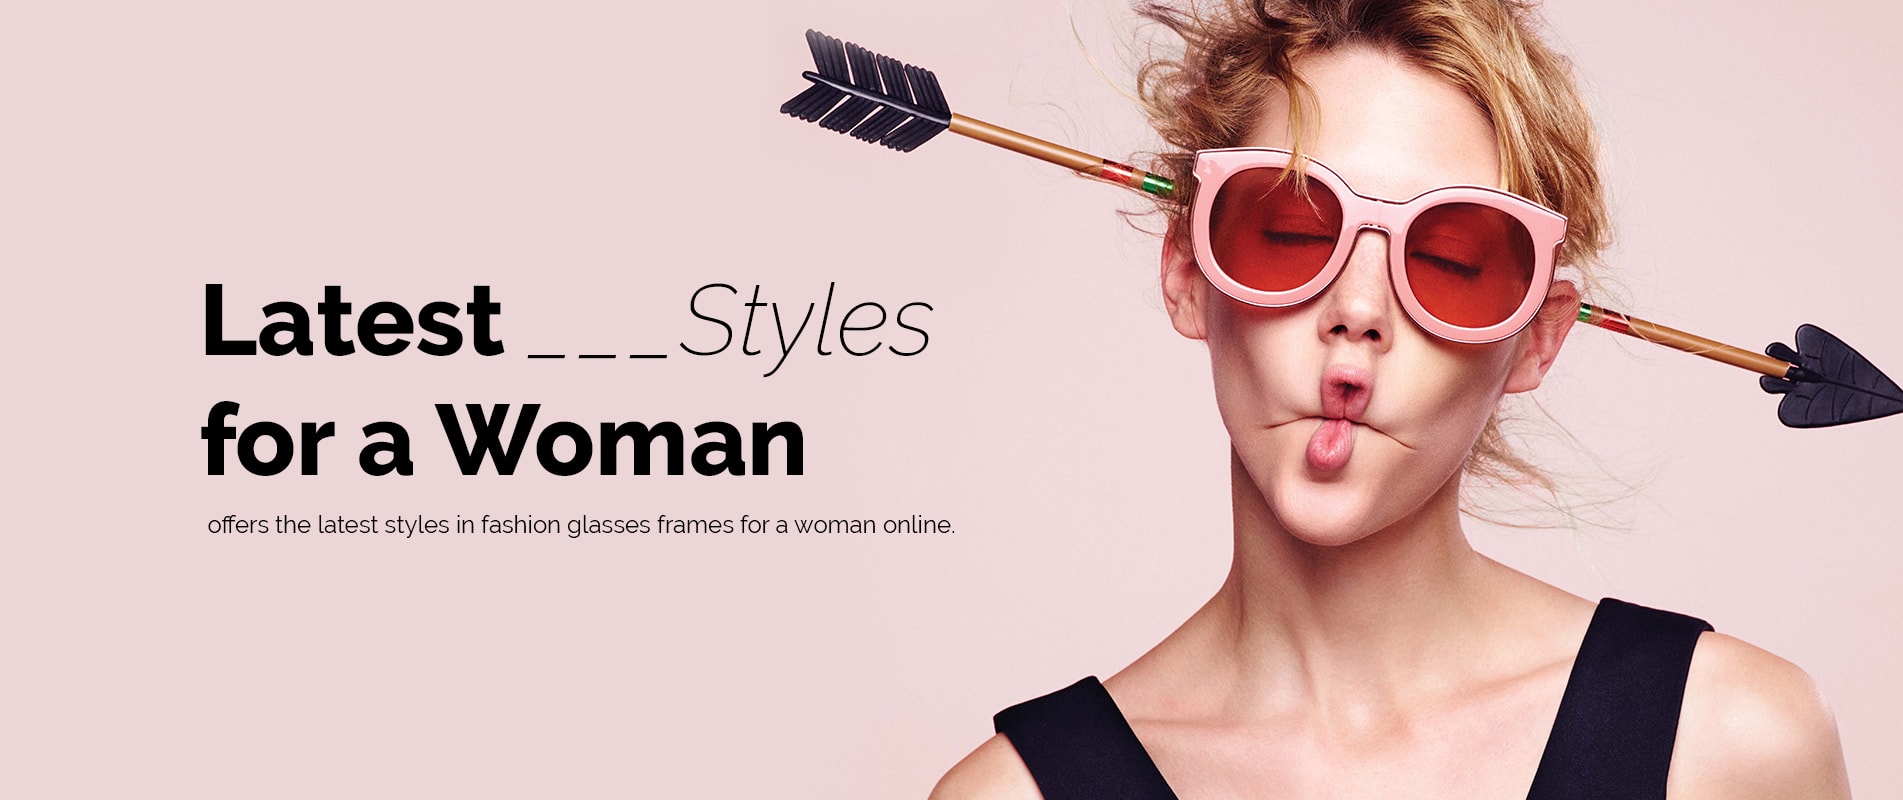 Latest ___Styles
for a Woman
offers the latest styles in fashion glasses frames for a woman online.